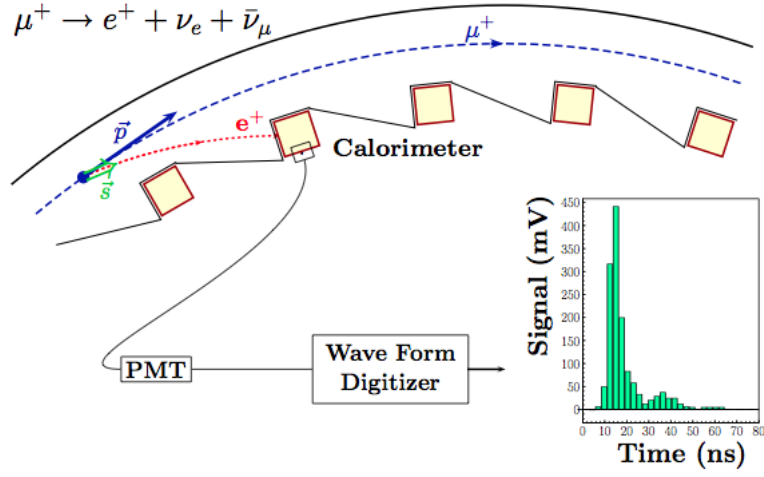 μ⁺ → e⁺ + ν_e + ν̄_μ
μ⁺
p⃗
e⁺
s⃗
Calorimeter
PMT
Wave Form
Digitizer
Signal (mV)
450
400
350
300
250
200
150
100
50
0
0 10 20 30 40 50 60 70 80
Time (ns)